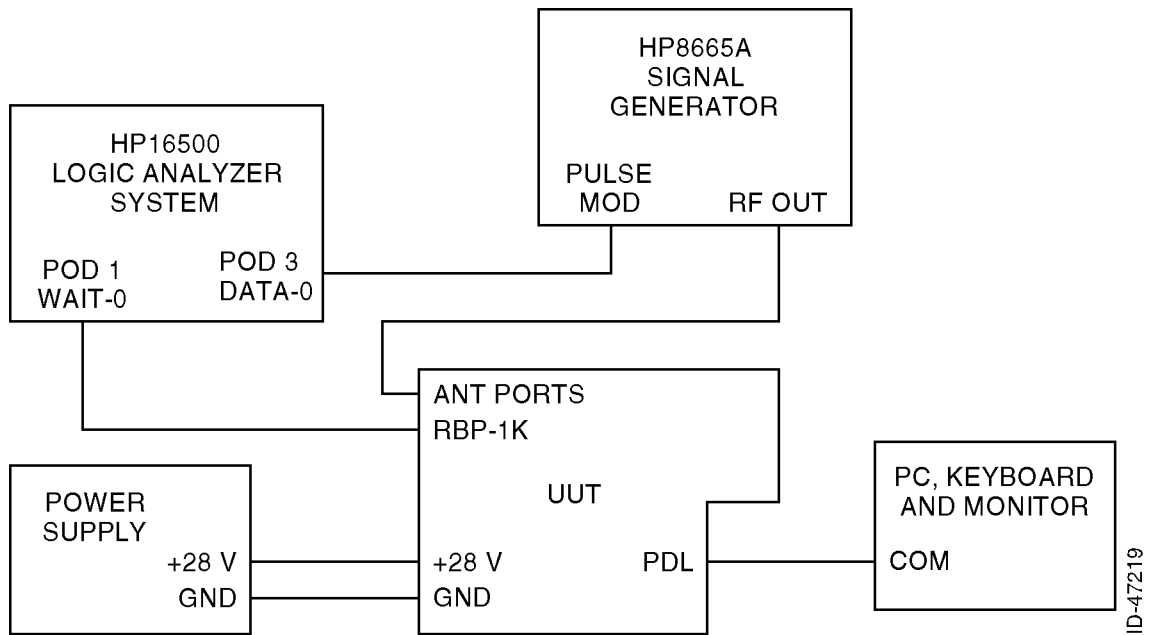 HP8665A
SIGNAL
GENERATOR
PULSE
MOD
RF OUT
HP16500
LOGIC ANALYZER
SYSTEM
POD 1
WAIT-0
POD 3
DATA-0
ANT PORTS
RBP-1K
UUT
+28 V
GND
PDL
POWER
SUPPLY
+28 V
GND
PC, KEYBOARD
AND MONITOR
COM
ID-47219